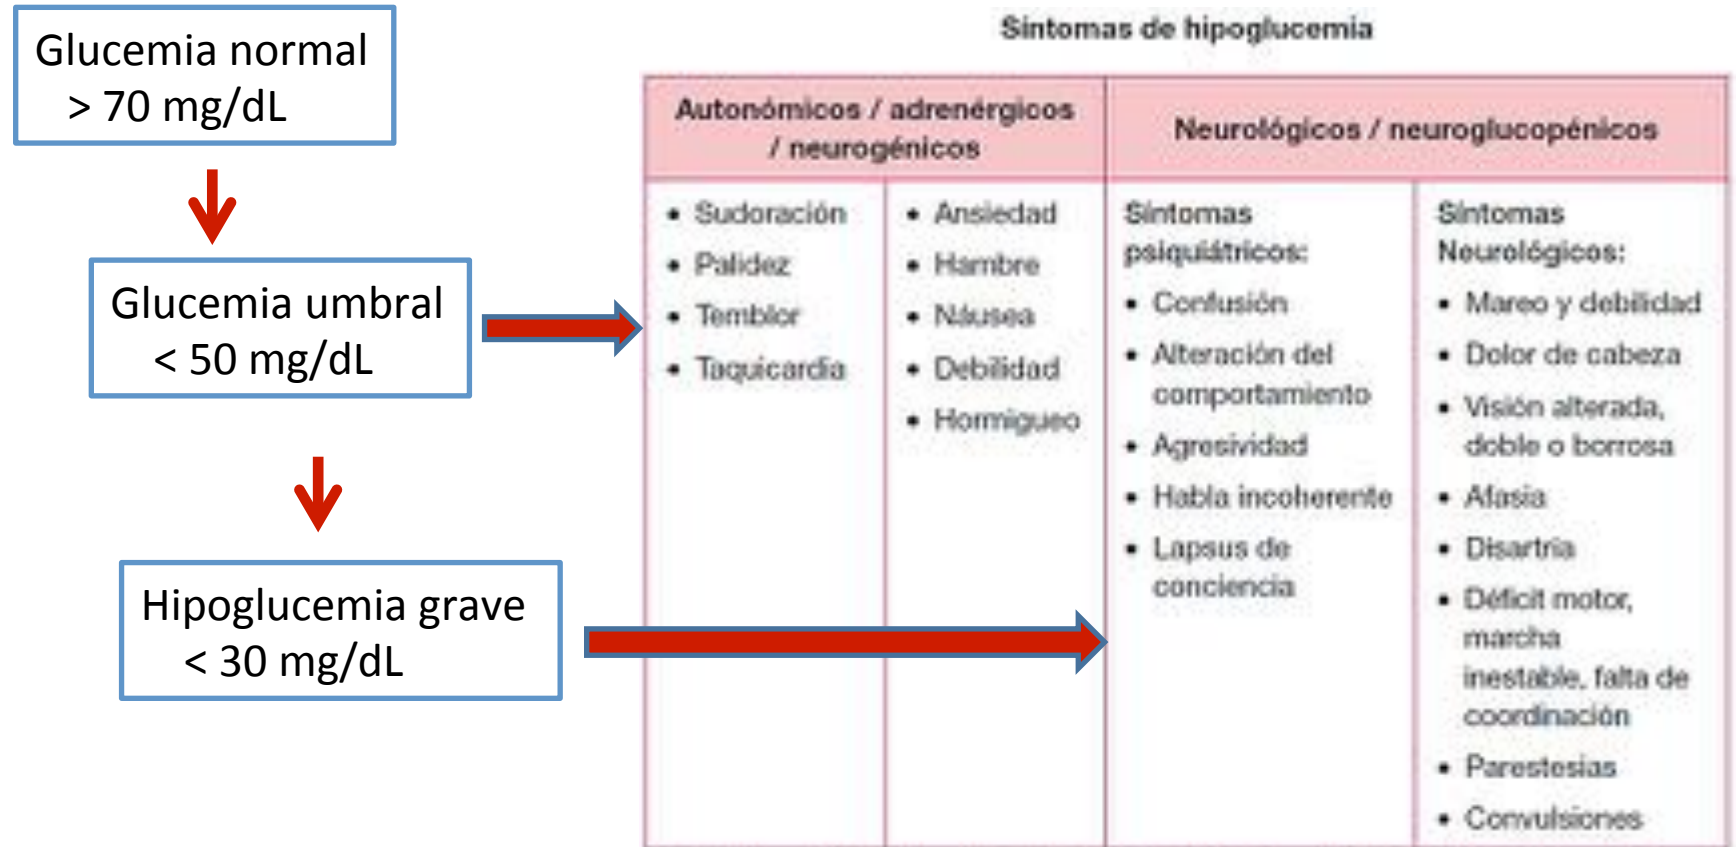 Glucemia normal
> 70 mg/dL
Glucemia umbral
< 50 mg/dL
Hipoglucemia grave
< 30 mg/dL
Síntomas de hipoglucemia
Autonómicos / adrenérgicos
/ neurogénicos
Neurológicos / neuroglucopénicos
• Sudoración
• Palidez
• Temblor
• Taquicardia
• Ansiedad
• Hambre
• Náusea
• Debilidad
• Hormigueo
Síntomas
psiquiátricos:
• Confusión
• Alteración del
comportamiento
• Agresividad
• Habla incoherente
• Lapsus de
conciencia
Síntomas
Neurológicos:
• Mareo y debilidad
• Dolor de cabeza
• Visión alterada,
doble o borrosa
• Afasia
• Disartria
• Déficit motor,
marcha
inestable, falta de
coordinación
• Parestesias
• Convulsiones